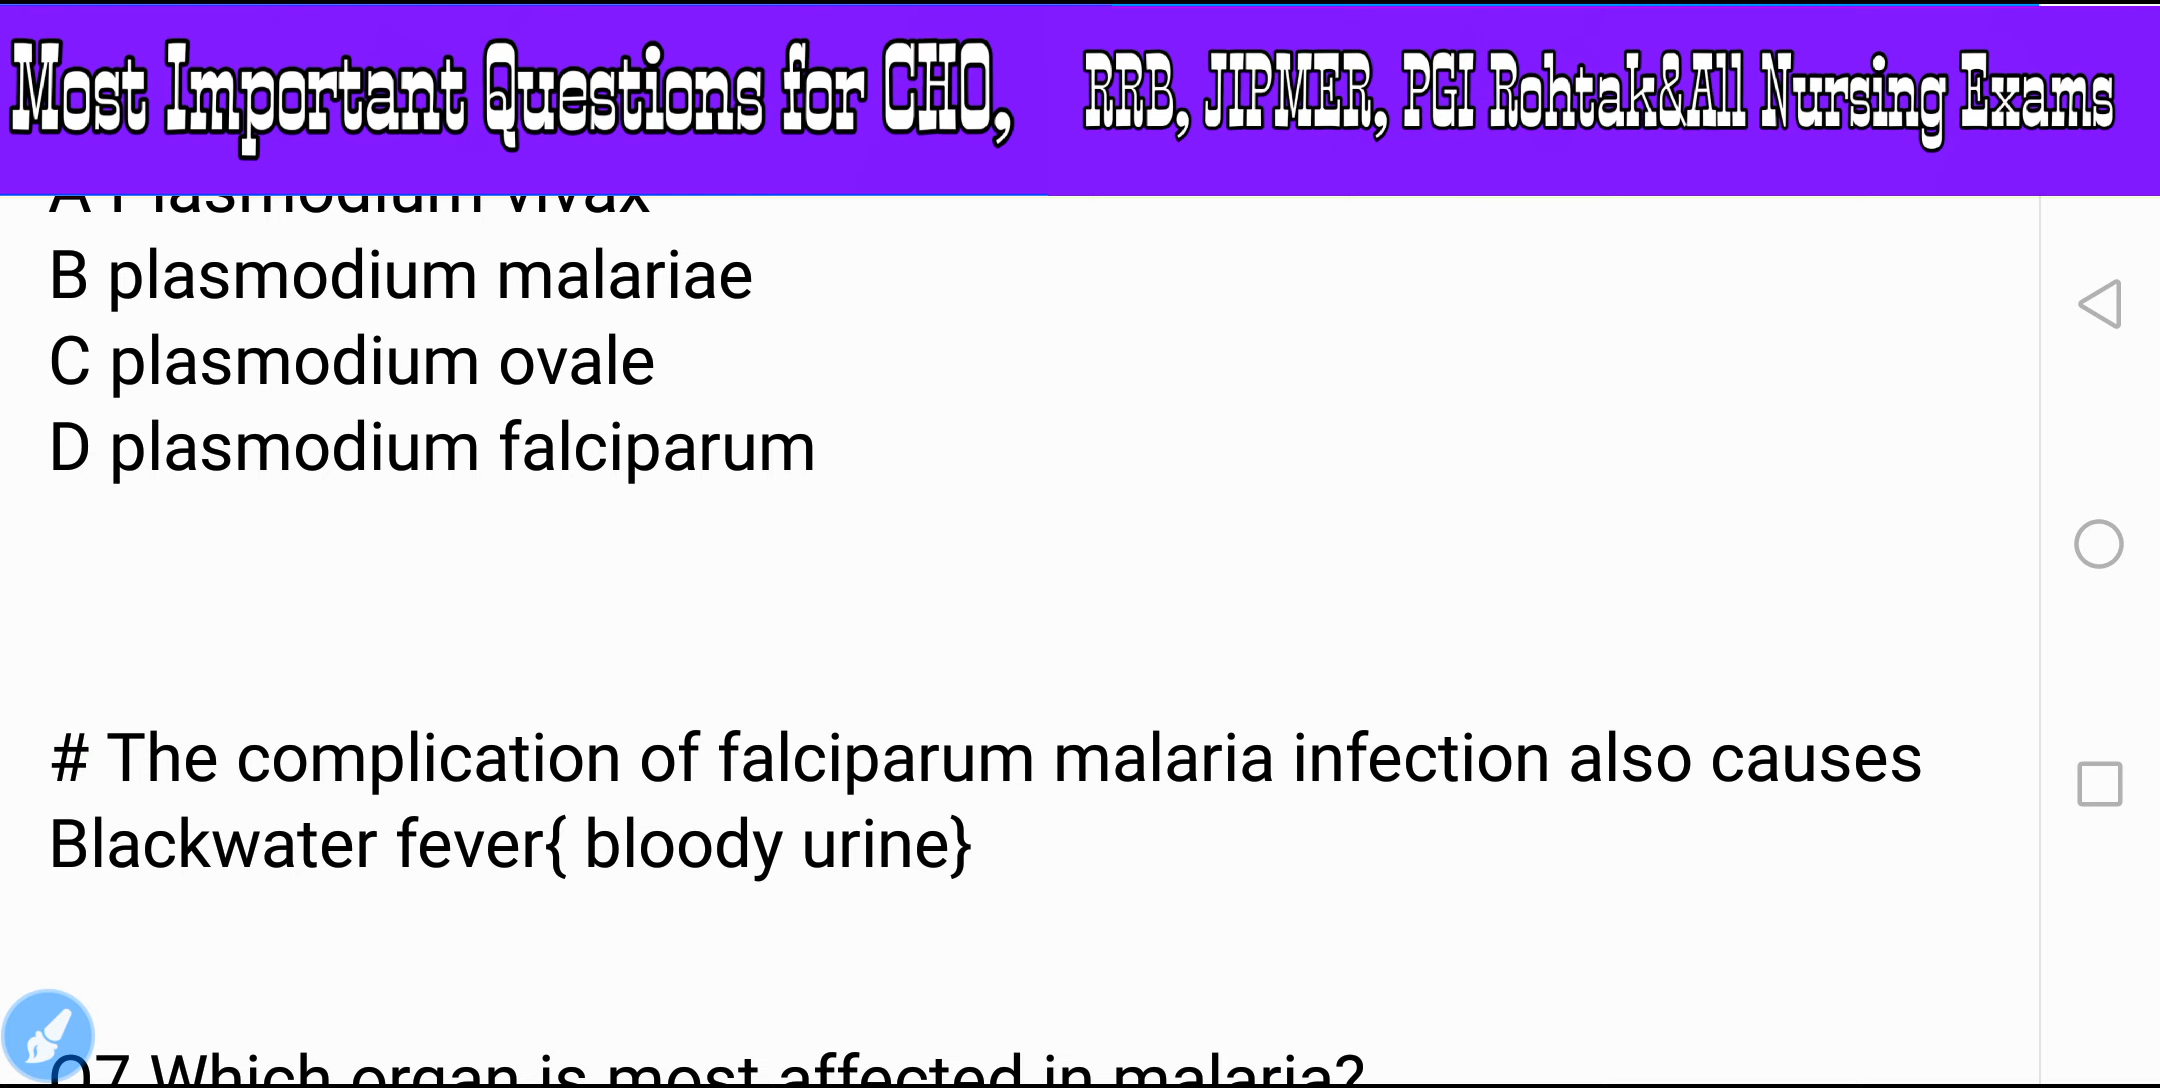 Most Important Questions for CHO, RRB, JIPMER, PGI Rohtak&All Nursing Exams
A Plasmodium vivax
B plasmodium malariae
C plasmodium ovale
D plasmodium falciparum
# The complication of falciparum malaria infection also causes
Blackwater fever{ bloody urine}
Q7 Which organ is most affected in malaria?